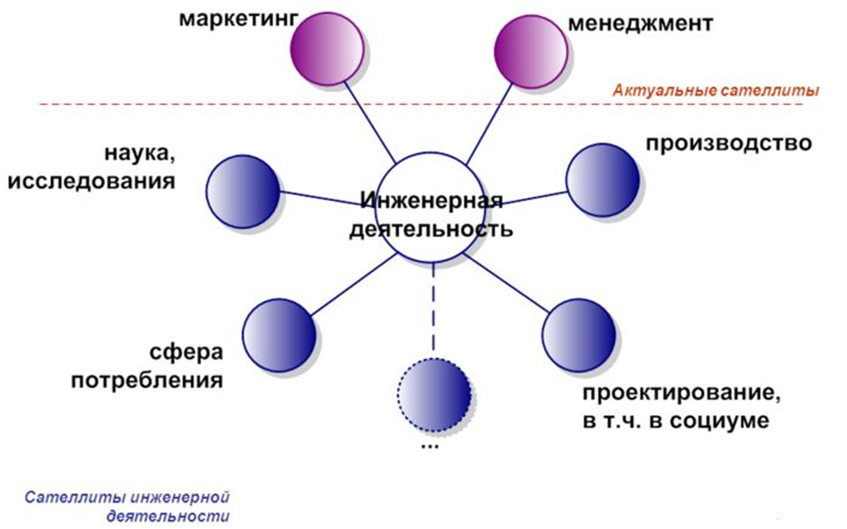 маркетинг
менеджмент
Актуальные сателлиты
наука,
исследования
производство
Инженерная
деятельность
сфера
потребления
проектирование,
в т.ч. в социуме
...
Сателлиты инженерной
деятельности